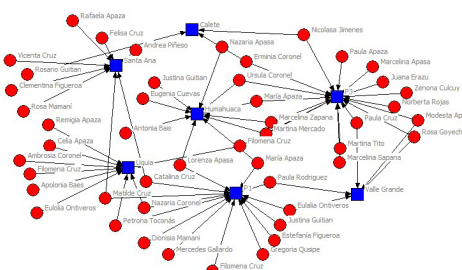 Rafaela Apaza
Felisa Cruz
Calete
Nicolasa Jimenes
Andrea Piñeso
Nazaria Apasa
Vicenta Cruz
Santa Ana
Erminia Coronel
Paula Apaza
Rosario Guitian
Marcelina Apasa
Clementina Figueroa
Justina Guitian
Ursula Coronel
Juana Erazu
Zenona Culcuy
Eugenia Cuevas
María Apaza
P3
Norberta Rojas
Rosa Mamani
Humahuaca
Remigia Apaza
Marcelina Zapana
Paula Cruz
Modesta Ap
Antonia Bais
Martina Mercado
Rosa Goyech
Celia Apaza
Filomena Cruz
Martina Tito
Ambrosia Coronel
Uquia
Lorenza Apasa
María Apaza
Marcelina Sapana
Filomena Cruz
Catalina Cruz
Paula Rodriguez
Apolonia Baes
Matilde Cruz
P1
Valle Grande
Eulolia Ontiveros
Nazaria Coronel
Eulalia Ontiveros
Petrona Toconás
Justina Guitian
Dionisia Mamani
Estefanía Figueroa
Mercedes Gallardo
Gregoria Quispe
Filomena Cruz